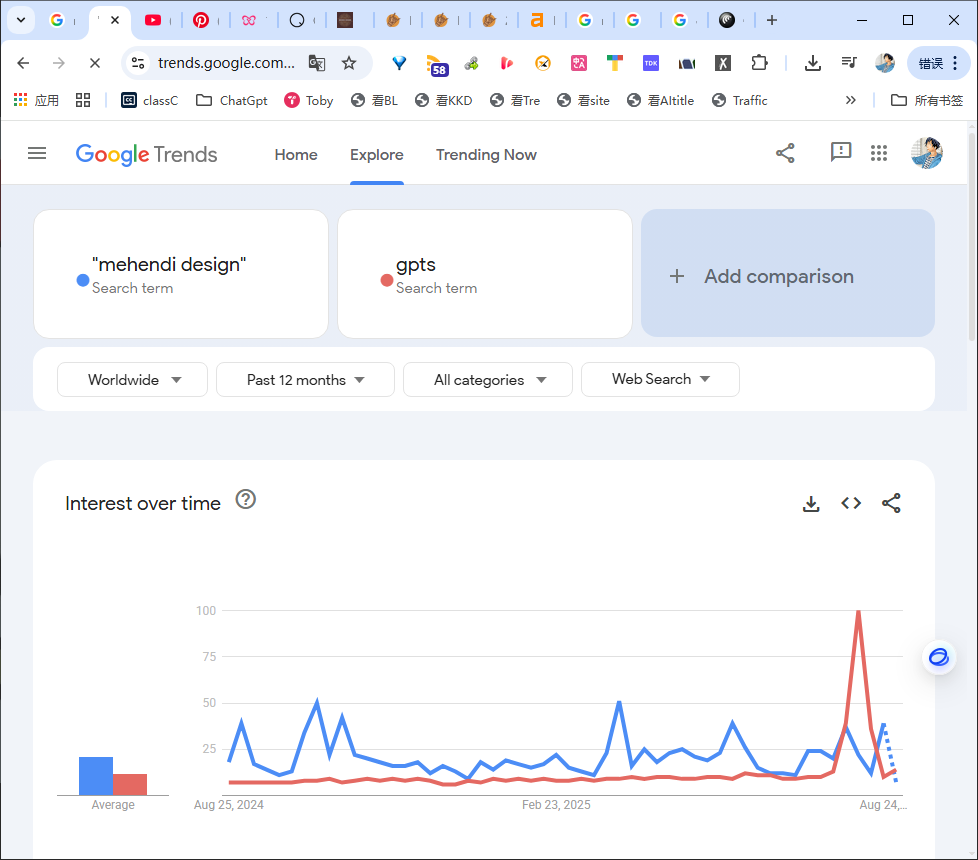 trends.google.com...
58
TDK
X
错误
应用
classC
ChatGpt
Toby
看BL
看KKD
看Tre
看site
看AItitle
Traffic
所有书签
Google Trends
Home
Explore
Trending Now
"mehendi design"
Search term
gpts
Search term
+ Add comparison
Worldwide
Past 12 months
All categories
Web Search
Interest over time
100
75
50
25
Average
Aug 25, 2024
Feb 23, 2025
Aug 24,...